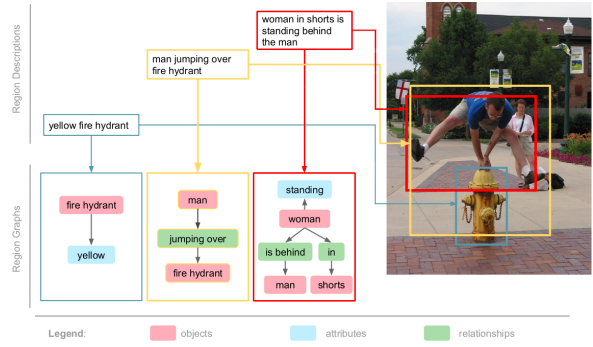 Region Descriptions
woman in shorts is
standing behind
the man
man jumping over
fire hydrant
yellow fire hydrant
Region Graphs
fire hydrant
yellow
man
jumping over
fire hydrant
standing
woman
is behind
in
man
shorts
Legend:
objects
attributes
relationships